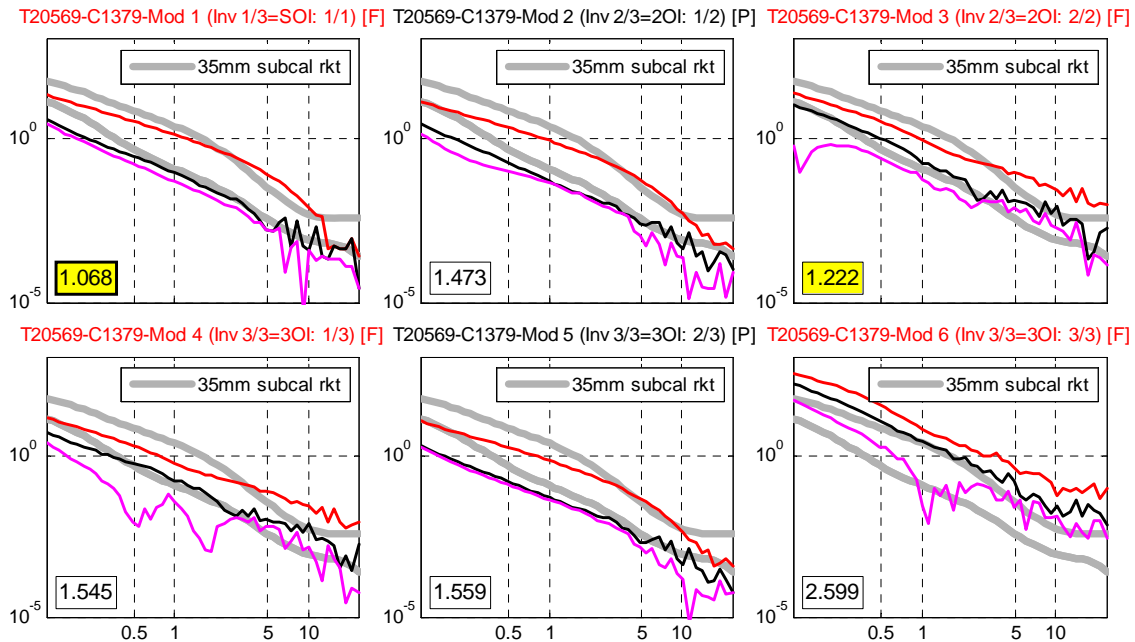 T20569-C1379-Mod 1 (Inv 1/3=SOI: 1/1) [F]
T20569-C1379-Mod 2 (Inv 2/3=2OI: 1/2) [P]
T20569-C1379-Mod 3 (Inv 2/3=2OI: 2/2) [F]
35mm subcal rkt
35mm subcal rkt
35mm subcal rkt
10^0
10^0
10^0
1.068
1.473
1.222
10^-5
10^-5
10^-5
T20569-C1379-Mod 4 (Inv 3/3=3OI: 1/3) [F]
T20569-C1379-Mod 5 (Inv 3/3=3OI: 2/3) [P]
T20569-C1379-Mod 6 (Inv 3/3=3OI: 3/3) [F]
35mm subcal rkt
35mm subcal rkt
35mm subcal rkt
10^0
10^0
10^0
1.545
1.559
2.599
10^-5
10^-5
10^-5
0.5 1 5 10
0.5 1 5 10
0.5 1 5 10